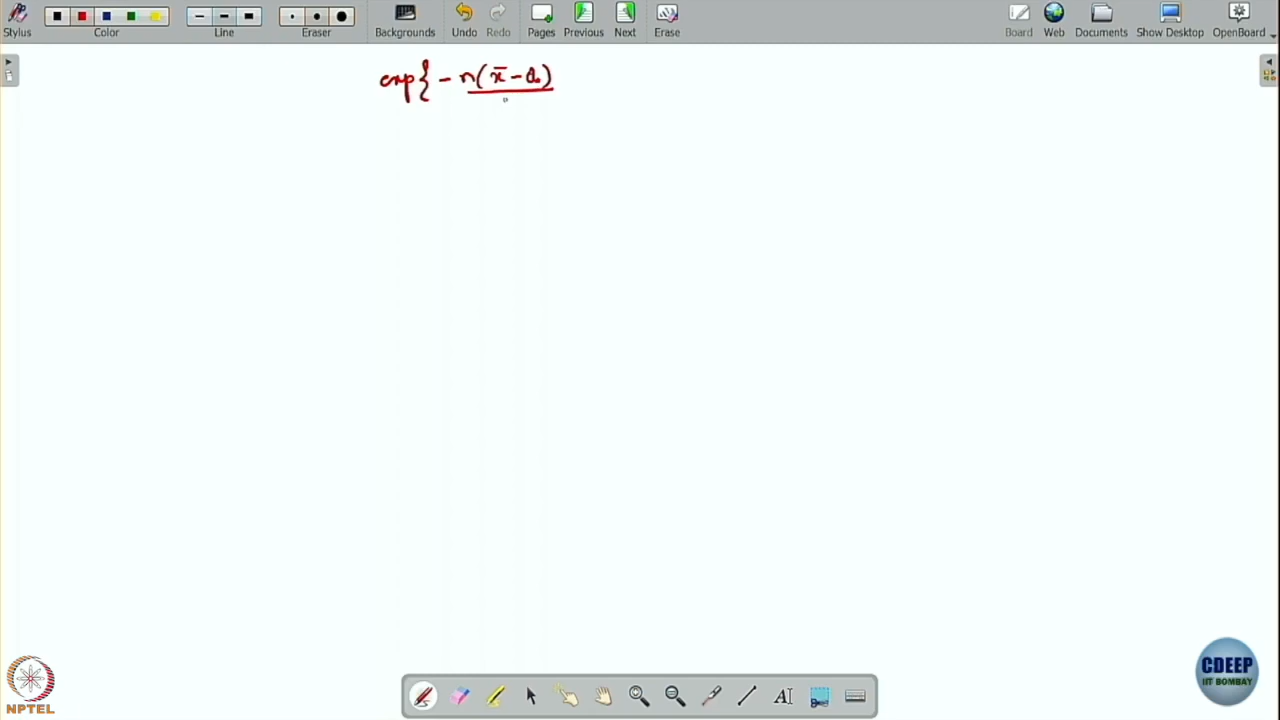 Stylus
Color
Line
Eraser
Backgrounds
Undo
Redo
Pages
Previous
Next
Erase
Board
Web
Documents
Show Desktop
OpenBoard
exp{ - n(x̄ - θ₀)
NPTEL
CDEEP
IIT BOMBAY